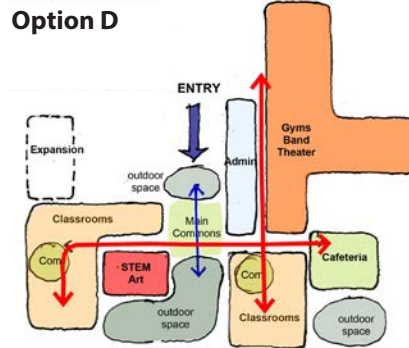 Option D
ENTRY
Gyms
Band
Theater
Expansion
Admin
outdoor
space
Classrooms
Main
Commons
Com
STEM
Art
Com
Cafeteria
outdoor
space
Classrooms
outdoor
space